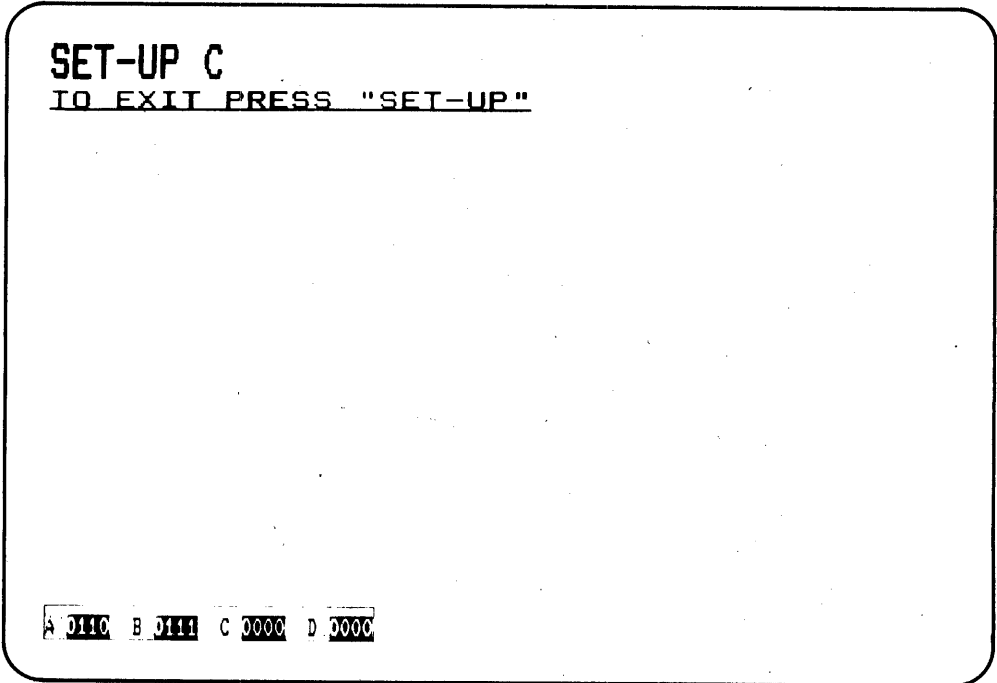 SET-UP C
TO EXIT PRESS "SET-UP"
A 0110 B 0111 C 0000 D 0000